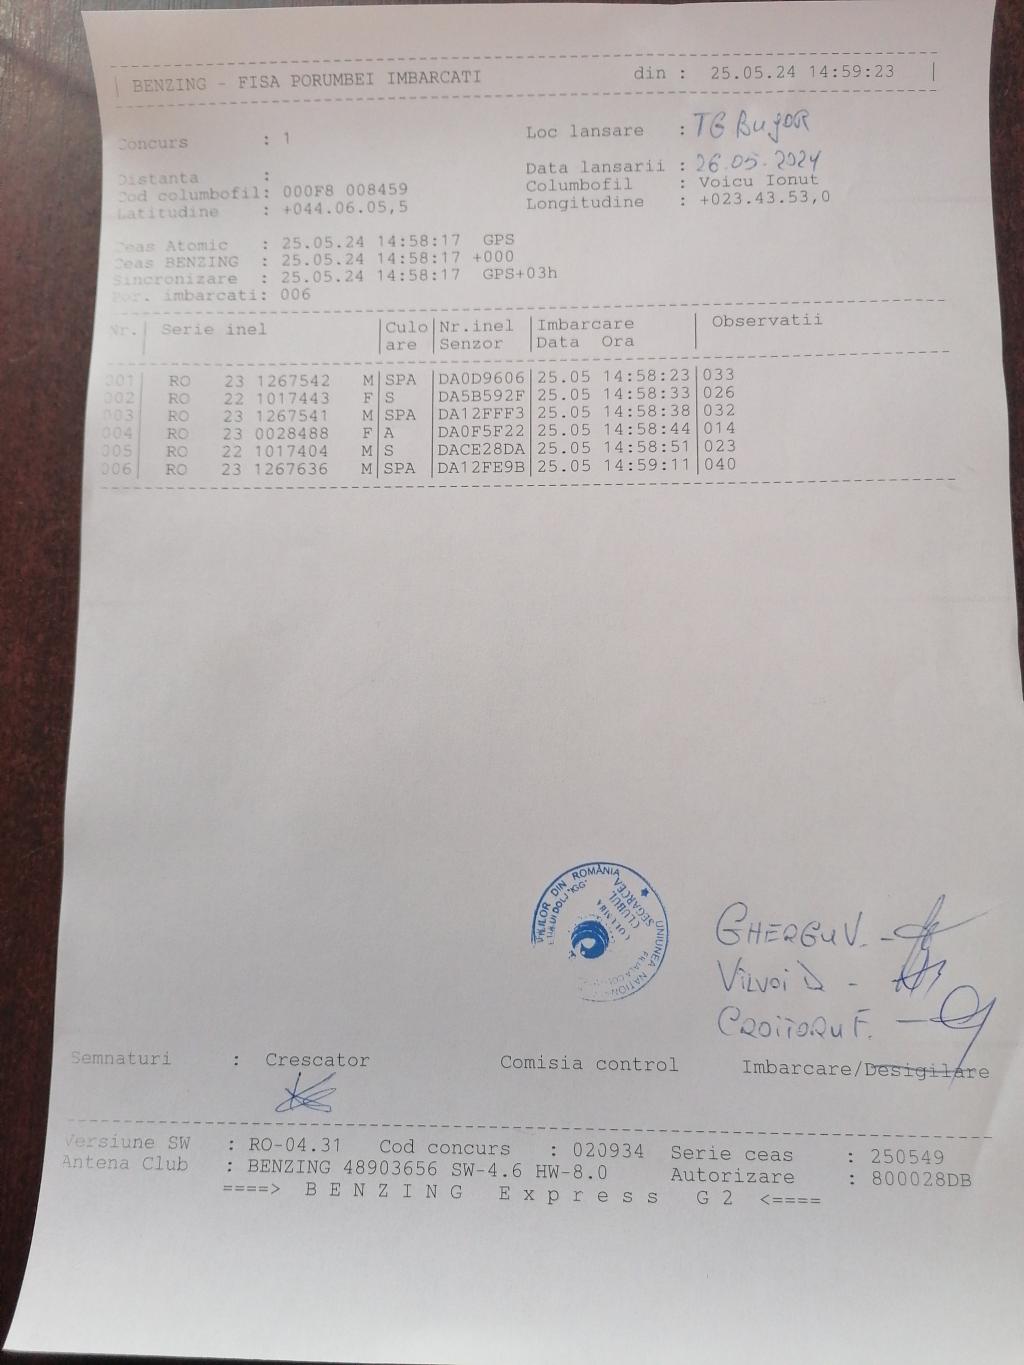 BENZING - FISA PORUMBEI IMBARCATI din : 25.05.24 14:59:23
Concurs : 1 Loc lansare : TG BUJOR
Distanta : Data lansarii : 26.05.2024
Cod columbofil: 000F8 008459 Columbofil : Voicu Ionut
Latitudine : +044.06.05,5 Longitudine : +023.43.53,0
Ceas Atomic : 25.05.24 14:58:17 GPS
Ceas BENZING : 25.05.24 14:58:17 +000
Sincronizare : 25.05.24 14:58:17 GPS+03h
Por. imbarcati: 006
Nr. Serie inel Culo Nr.inel Imbarcare Observatii
are Senzor Data Ora
001 RO 23 1267542 M SPA DA0D9606 25.05 14:58:23 033
002 RO 22 1017443 F S DA5B592F 25.05 14:58:33 026
003 RO 23 1267541 M SPA DA12FFF3 25.05 14:58:38 032
004 RO 23 0028488 F A DA0F5F22 25.05 14:58:44 014
005 RO 22 1017404 M S DACE28DA 25.05 14:58:51 023
006 RO 23 1267636 M SPA DA12FE9B 25.05 14:59:11 040
DIN ROMÂNIA
UNIUNEA
CLUBUL
SEGARCEA
GHERGU V. -
VÎLVOI D -
CROITORU F. -
Semnaturi : Crescator Comisia control Imbarcare/Desigilare
Versiune SW : RO-04.31 Cod concurs : 020934 Serie ceas : 250549
Antena Club : BENZING 48903656 SW-4.6 HW-8.0 Autorizare : 800028DB
====> B E N Z I N G E x p r e s s G 2 <====